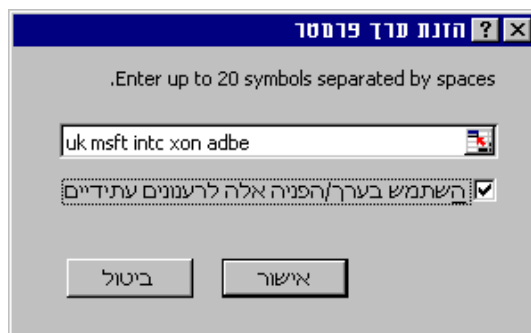 הזנת ערך פרמטר
.Enter up to 20 symbols separated by spaces
uk msft intc xon adbe
השתמש בערך/הפניה אלה לרענונים עתידיים
אישור
ביטול